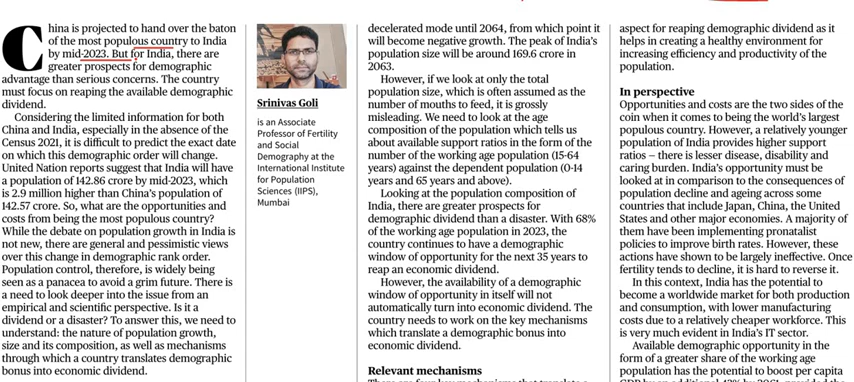 China is projected to hand over the baton
of the most populous country to India
by mid-2023. But for India, there are
greater prospects for demographic
advantage than serious concerns. The country
must focus on reaping the available demographic
dividend.
Considering the limited information for both
China and India, especially in the absence of the
Census 2021, it is difficult to predict the exact date
on which this demographic order will change.
United Nation reports suggest that India will have
a population of 142.86 crore by mid-2023, which
is 2.9 million higher than China's population of
142.57 crore. So, what are the opportunities and
costs from being the most populous country?
While the debate on population growth in India is
not new, there are general and pessimistic views
over this change in demographic rank order.
Population control, therefore, is widely being
seen as a panacea to avoid a grim future. There is
a need to look deeper into the issue from an
empirical and scientific perspective. Is it a
dividend or a disaster? To answer this, we need to
understand: the nature of population growth,
size and its composition, as well as mechanisms
through which a country translates demographic
bonus into economic dividend.
Srinivas Goli
is an Associate
Professor of Fertility
and Social
Demography at the
International Institute
for Population
Sciences (IIPS),
Mumbai
decelerated mode until 2064, from which point it
will become negative growth. The peak of India's
population size will be around 169.6 crore in
2063.
However, if we look at only the total
population size, which is often assumed as the
number of mouths to feed, it is grossly
misleading. We need to look at the age
composition of the population which tells us
about available support ratios in the form of the
number of the working age population (15-64
years) against the dependent population (0-14
years and 65 years and above).
Looking at the population composition of
India, there are greater prospects for
demographic dividend than a disaster. With 68%
of the working age population in 2023, the
country continues to have a demographic
window of opportunity for the next 35 years to
reap an economic dividend.
However, the availability of a demographic
window of opportunity in itself will not
automatically turn into economic dividend. The
country needs to work on the key mechanisms
which translate a demographic bonus into
economic dividend.
Relevant mechanisms
aspect for reaping demographic dividend as it
helps in creating a healthy environment for
increasing efficiency and productivity of the
population.
In perspective
Opportunities and costs are the two sides of the
coin when it comes to being the world's largest
populous country. However, a relatively younger
population of India provides higher support
ratios – there is lesser disease, disability and
caring burden. India's opportunity must be
looked at in comparison to the consequences of
population decline and ageing across some
countries that include Japan, China, the United
States and other major economies. A majority of
them have been implementing pronatalist
policies to improve birth rates. However, these
actions have shown to be largely ineffective. Once
fertility tends to decline, it is hard to reverse it.
In this context, India has the potential to
become a worldwide market for both production
and consumption, with lower manufacturing
costs due to a relatively cheaper workforce. This
is very much evident in India's IT sector.
Available demographic opportunity in the
form of a greater share of the working age
population has the potential to boost per capita